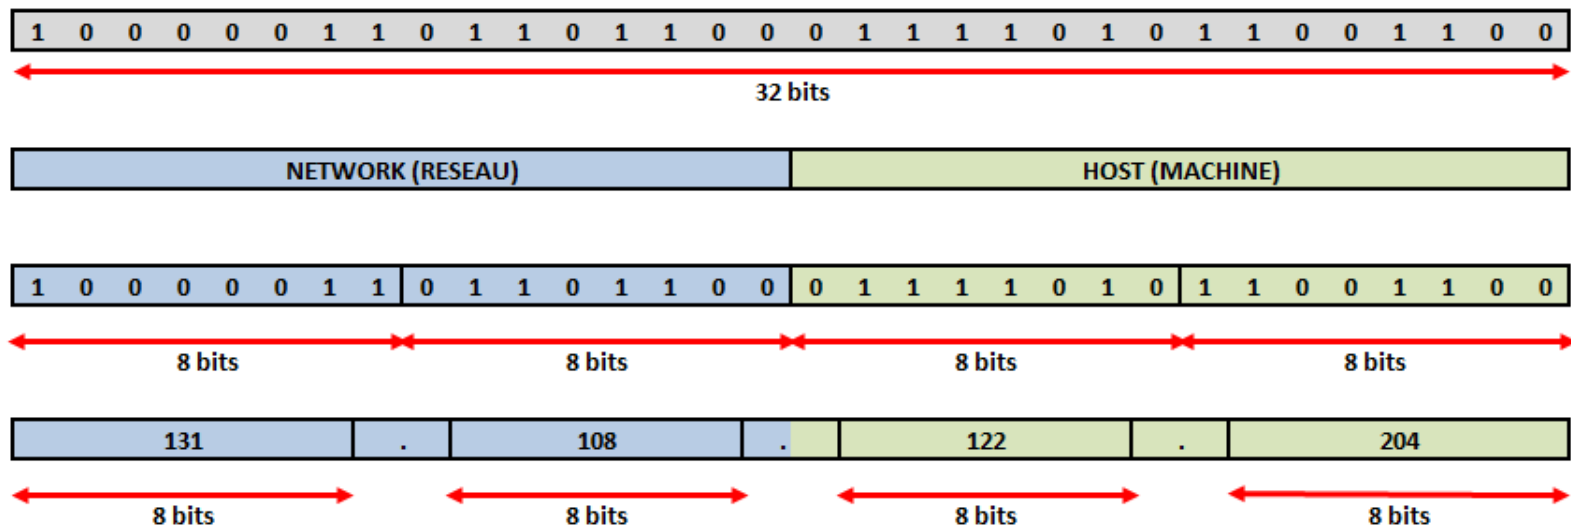 1 0 0 0 0 0 1 1 0 1 1 0 1 1 0 0 0 1 1 1 1 0 1 0 1 1 0 0 1 1 0 0
32 bits
NETWORK (RESEAU) HOST (MACHINE)
1 0 0 0 0 0 1 1 0 1 1 0 1 1 0 0 0 1 1 1 1 0 1 0 1 1 0 0 1 1 0 0
8 bits 8 bits 8 bits 8 bits
131 . 108 . 122 . 204
8 bits 8 bits 8 bits 8 bits